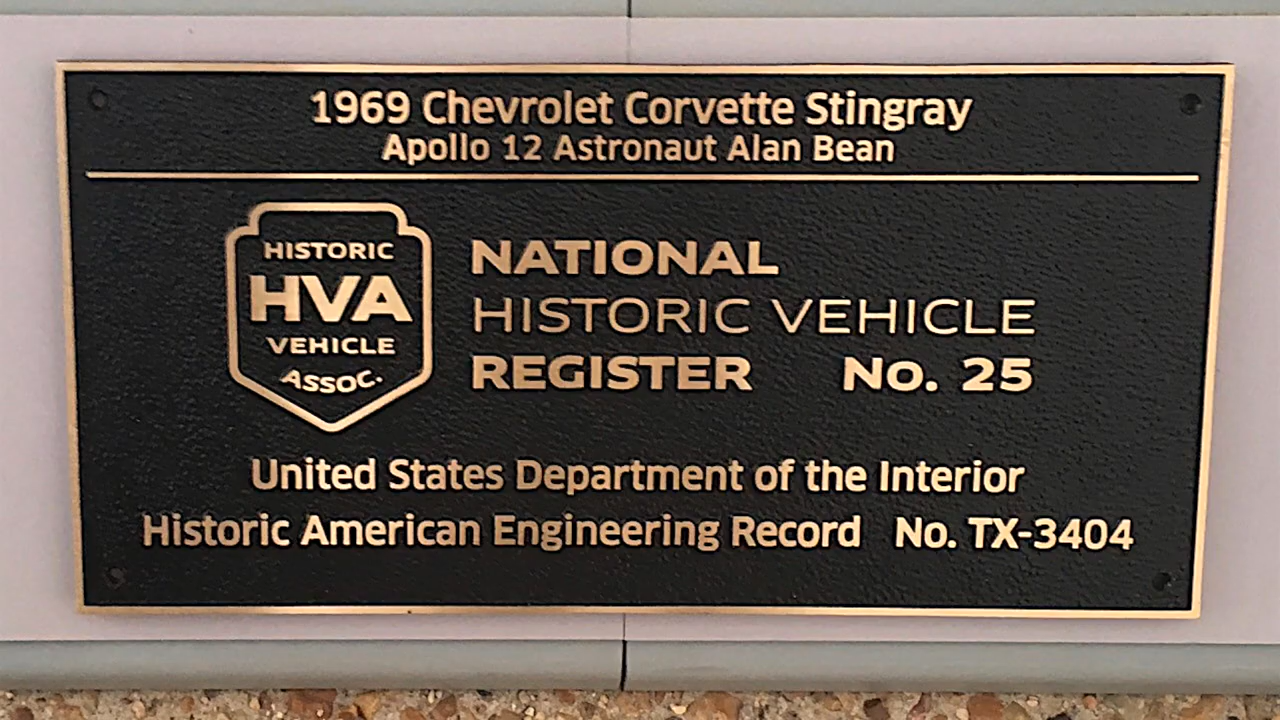 1969 Chevrolet Corvette Stingray
Apollo 12 Astronaut Alan Bean
HISTORIC
HVA
VEHICLE
ASSOC.
NATIONAL
HISTORIC VEHICLE
REGISTER No. 25
United States Department of the Interior
Historic American Engineering Record No. TX-3404